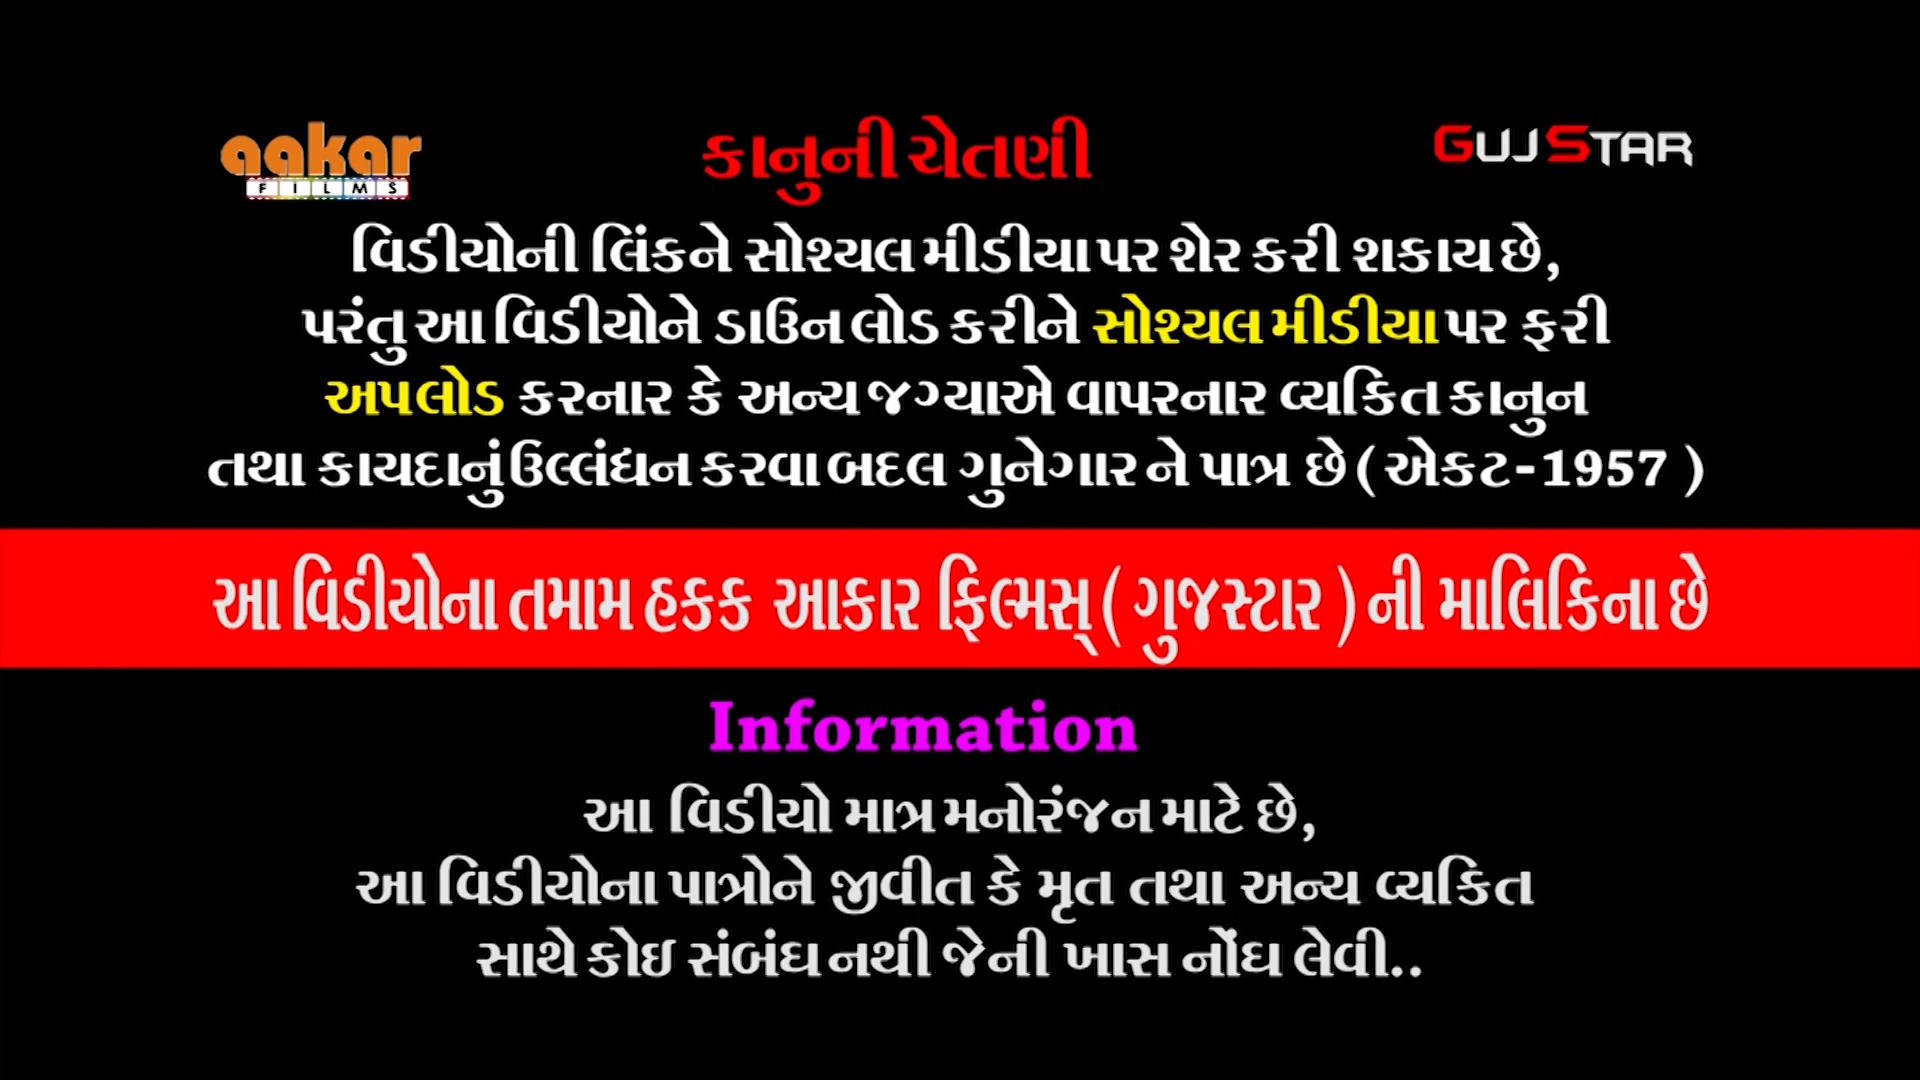 aakar
FILMS
કાનુની ચેતણી
GUJSTAR
વિડીયોની લિંકને સોશ્યલ મીડીયા પર શેર કરી શકાય છે,
પરંતુ આ વિડીયોને ડાઉનલોડ કરીને સોશ્યલ મીડીયા પર ફરી
અપલોડ કરનાર કે અન્ય જગ્યાએ વાપરનાર વ્યકિત કાનુન
તથા કાયદાનું ઉલ્લંઘન કરવા બદલ ગુનેગાર ને પાત્ર છે ( એકટ-1957 )
આ વિડીયોના તમામ હકક આકાર ફિલ્મસ્ ( ગુજસ્ટાર ) ની માલિકિના છે
Information
આ વિડીયો માત્ર મનોરંજન માટે છે,
આ વિડીયોના પાત્રોને જીવીત કે મૃત તથા અન્ય વ્યકિત
સાથે કોઇ સંબંઘ નથી જેની ખાસ નોંઘ લેવી..